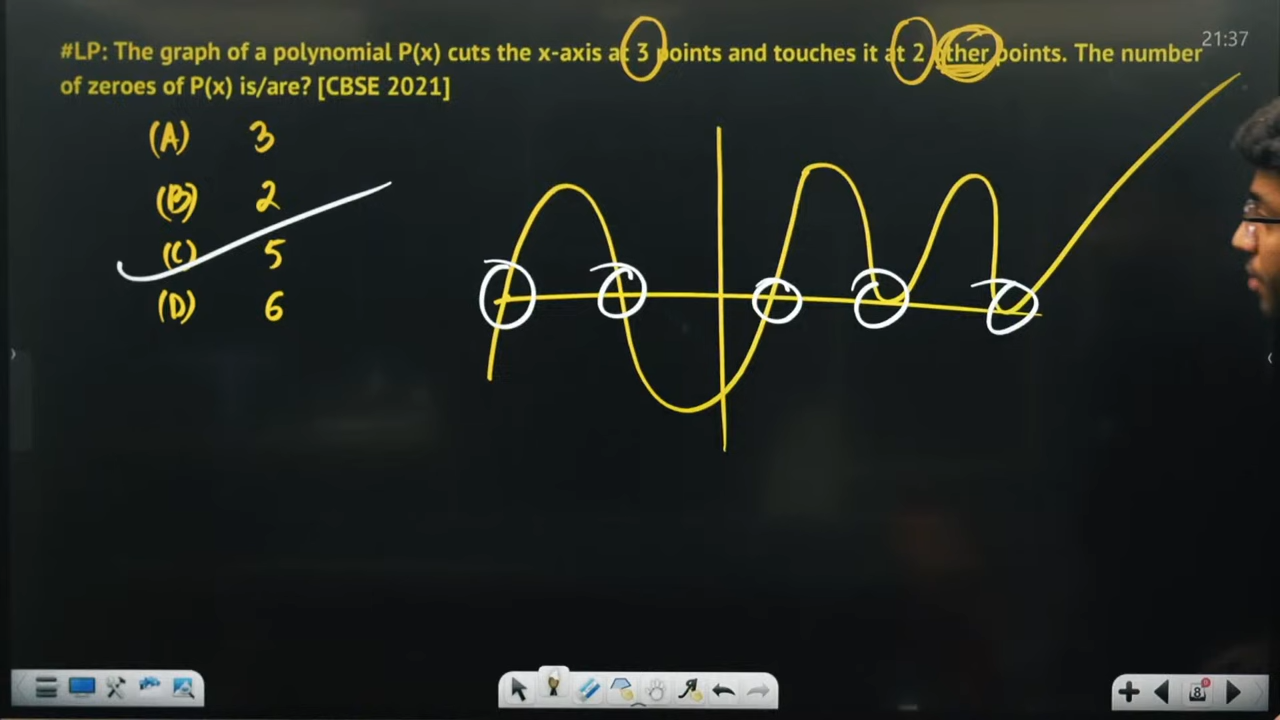 21:37
#LP: The graph of a polynomial P(x) cuts the x-axis at 3 points and touches it at 2 other points. The number
of zeroes of P(x) is/are? [CBSE 2021]
(A) 3
(B) 2
(C) 5
(D) 6
8